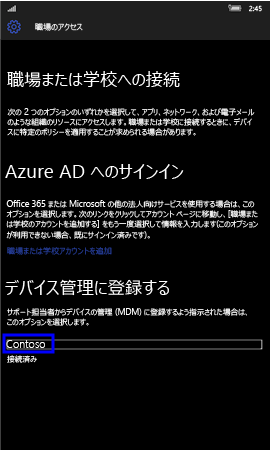 2:45
職場のアクセス
職場または学校への接続
次の 2 つのオプションのいずれかを選択して、アプリ、ネットワーク、および電子メール
のような組織のリソースにアクセスします。職場または学校に接続するときに、デバイ
スに特定のポリシーを適用することが求められる場合があります。
Azure AD へのサインイン
Office 365 または Microsoft の他の法人向けサービスを使用する場合は、この
オプションを選択します。次のリンクをクリックしてアカウント ページに移動し、[職場また
は学校のアカウントを追加する] をもう一度選択して情報を入力します(このオプション
が利用できない場合、既にサインイン済みです)。
職場または学校アカウントを追加
デバイス管理に登録する
サポート担当者からデバイスの管理 (MDM) に登録するよう指示された場合は、
このオプションを選択します。
Contoso
接続済み